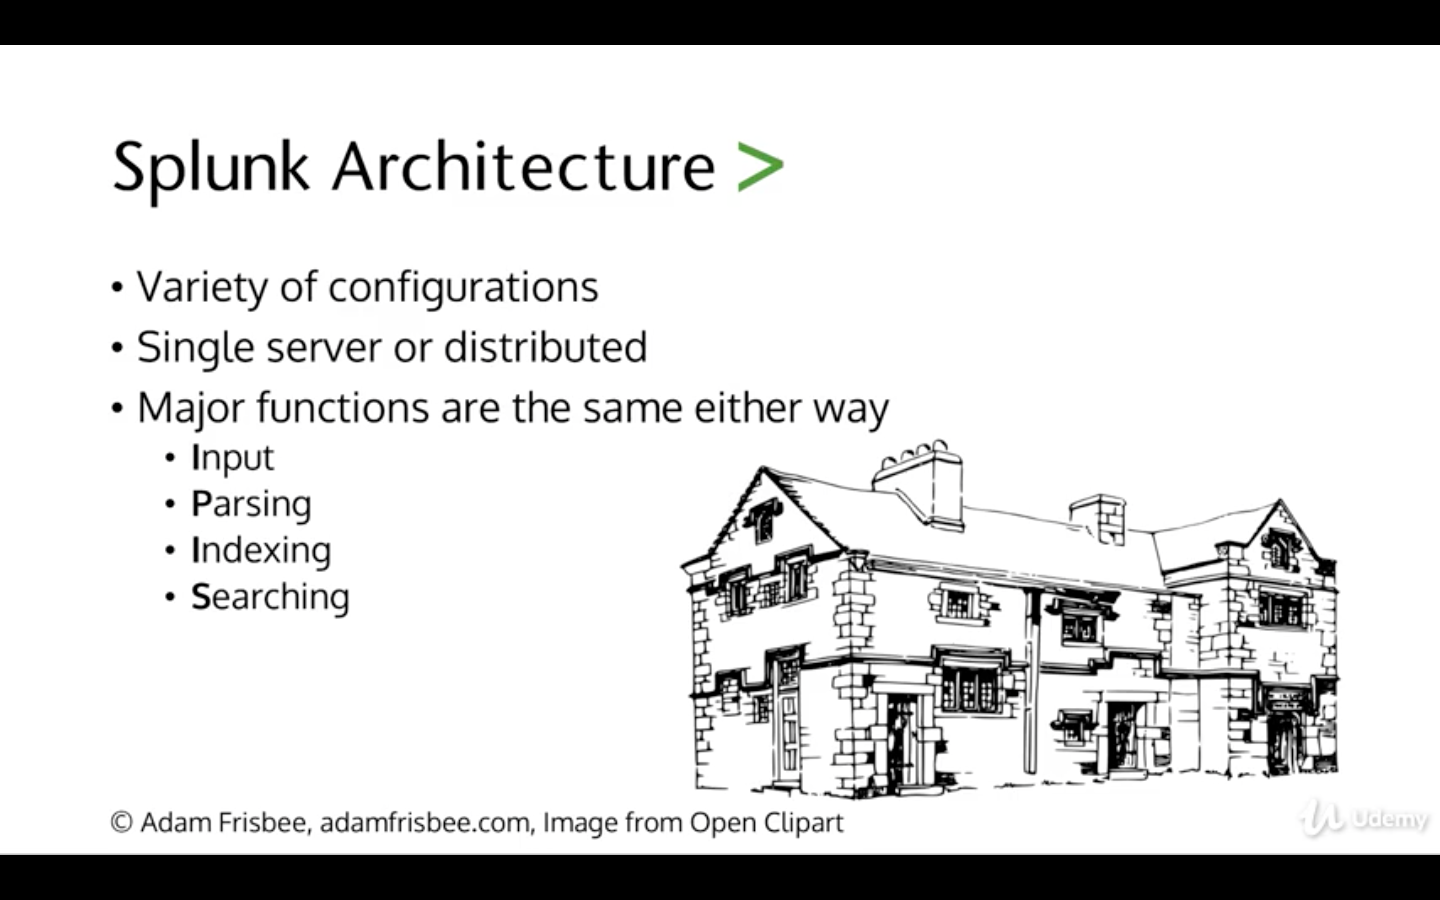 Splunk Architecture >
• Variety of configurations
• Single server or distributed
• Major functions are the same either way
• Input
• Parsing
• Indexing
• Searching
© Adam Frisbee, adamfrisbee.com, Image from Open Clipart
Udemy